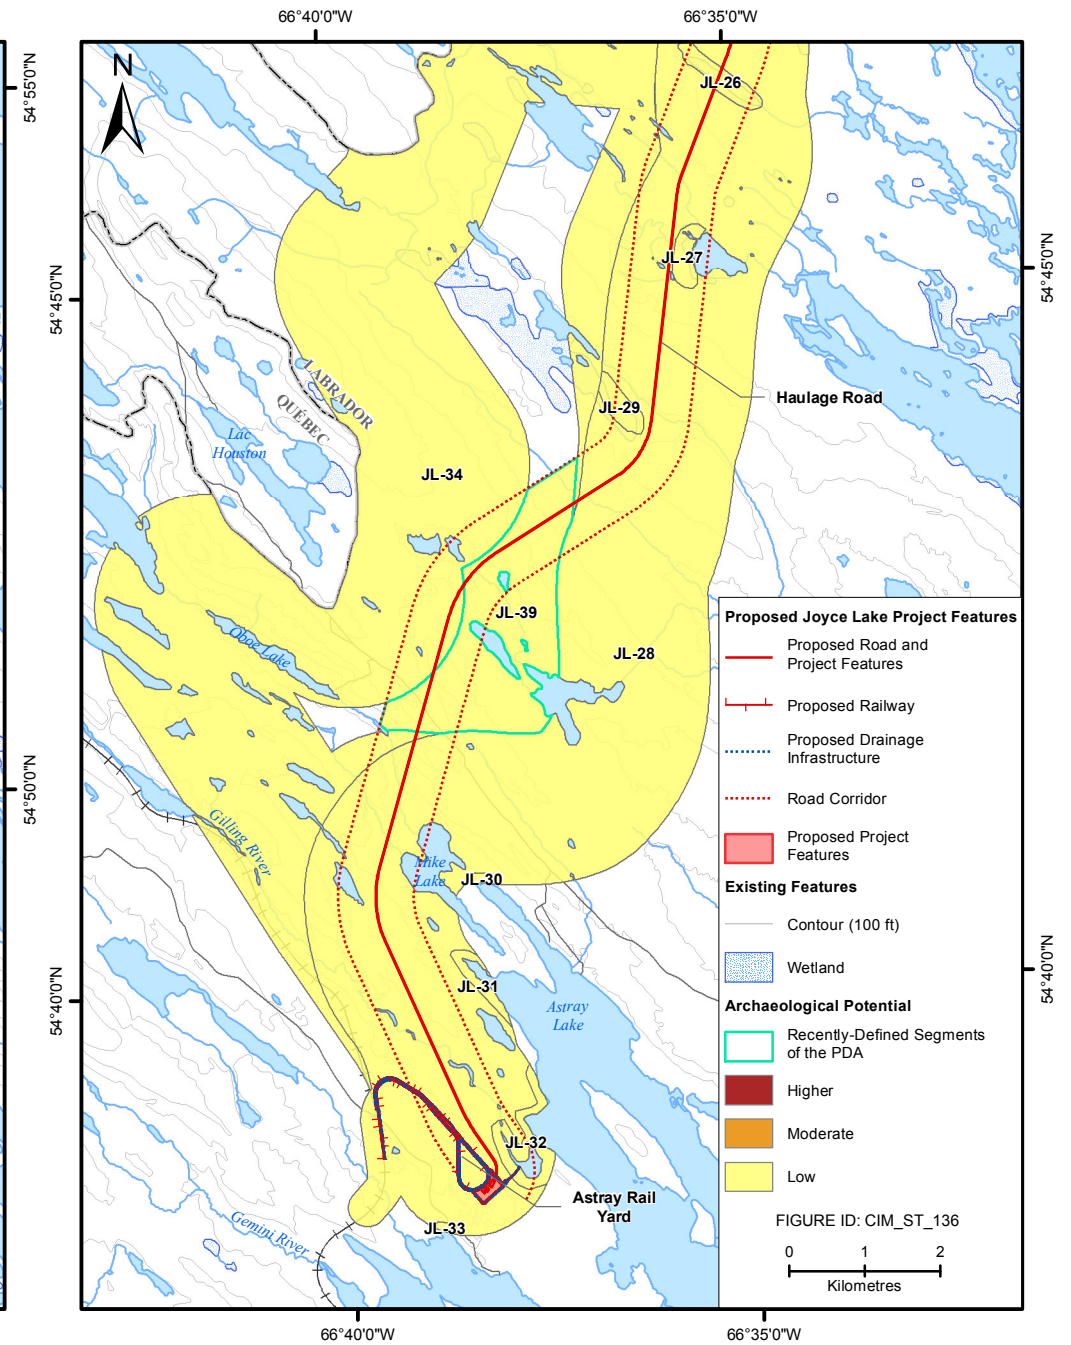 66°40'0"W
66°35'0"W
54°55'0"N
N
JL-26
JL-27
54°45'0"N
54°45'0"N
LABRADOR
QUÉBEC
JL-29
Haulage Road
Lac
Houston
JL-34
JL-39
Oboe Lake
JL-28
54°50'0"N
Gilling River
Mike
Lake
JL-30
JL-31
Astray
Lake
54°40'0"N
54°40'0"N
JL-32
Astray Rail
Yard
JL-33
Gemini River
Proposed Joyce Lake Project Features
Proposed Road and
Project Features
Proposed Railway
Proposed Drainage
Infrastructure
Road Corridor
Proposed Project
Features
Existing Features
Contour (100 ft)
Wetland
Archaeological Potential
Recently-Defined Segments
of the PDA
Higher
Moderate
Low
FIGURE ID: CIM_ST_136
0 1 2
Kilometres
66°40'0"W
66°35'0"W